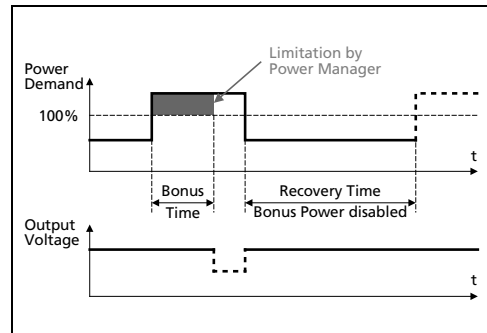 Limitation by
Power Manager
Power
Demand
100%
t
Bonus
Time
Recovery Time
Bonus Power disabled
Output
Voltage
t